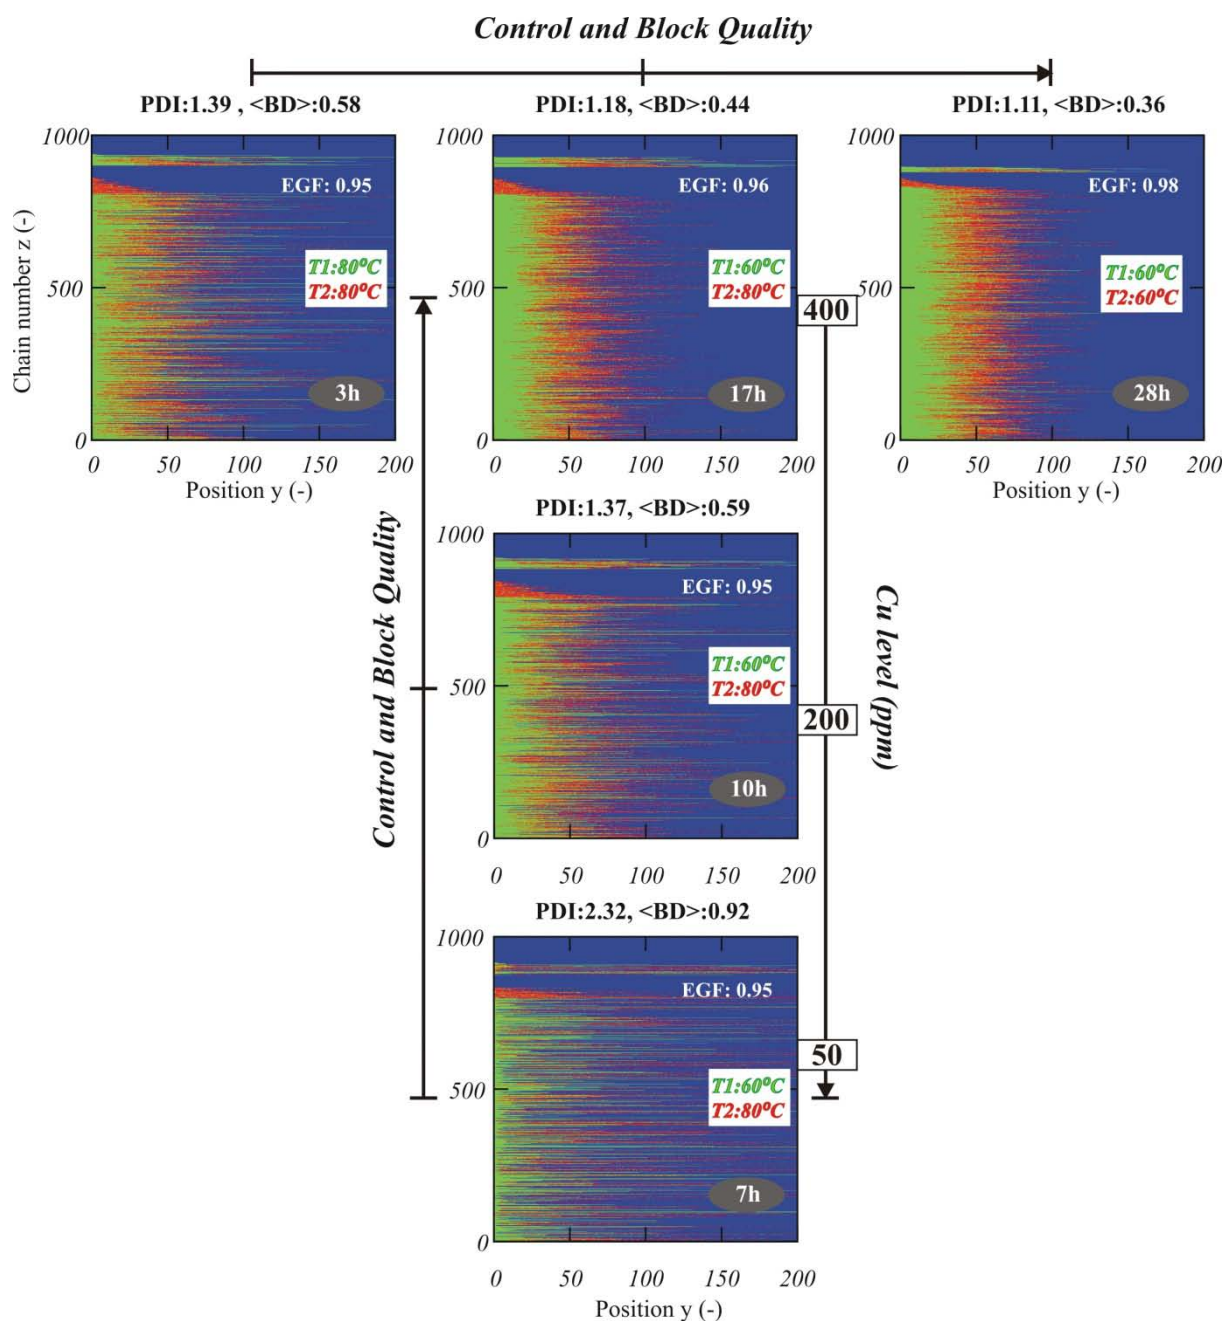 Control and Block Quality
PDI:1.39 , <BD>:0.58
1000
500
0
Chain number z (-)
EGF: 0.95
T1:80°C
T2:80°C
3h
0 50 100 150 200
Position y (-)
PDI:1.18, <BD>:0.44
1000
500
0
EGF: 0.96
T1:60°C
T2:80°C
17h
0 50 100 150 200
PDI:1.11, <BD>:0.36
1000
500
0
EGF: 0.98
T1:60°C
T2:60°C
28h
0 50 100 150 200
Position y (-)
Control and Block Quality
PDI:1.37, <BD>:0.59
1000
500
0
EGF: 0.95
T1:60°C
T2:80°C
10h
0 50 100 150 200
400
200
50
Cu level (ppm)
PDI:2.32, <BD>:0.92
1000
500
0
EGF: 0.95
T1:60°C
T2:80°C
7h
0 50 100 150 200
Position y (-)